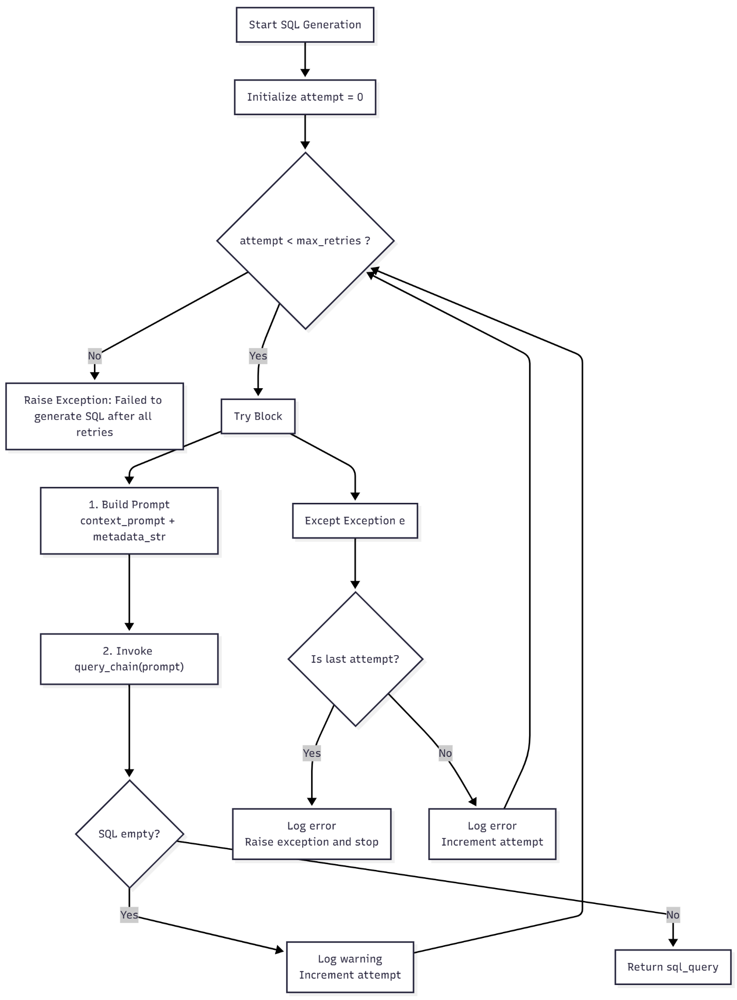 Start SQL Generation
Initialize attempt = 0
attempt < max_retries ?
No
Yes
Raise Exception: Failed to
generate SQL after all
retries
Try Block
1. Build Prompt
context_prompt +
metadata_str
Except Exception e
2. Invoke
query_chain(prompt)
Is last attempt?
Yes
No
SQL empty?
Log error
Raise exception and stop
Log error
Increment attempt
Yes
No
Log warning
Increment attempt
Return sql_query